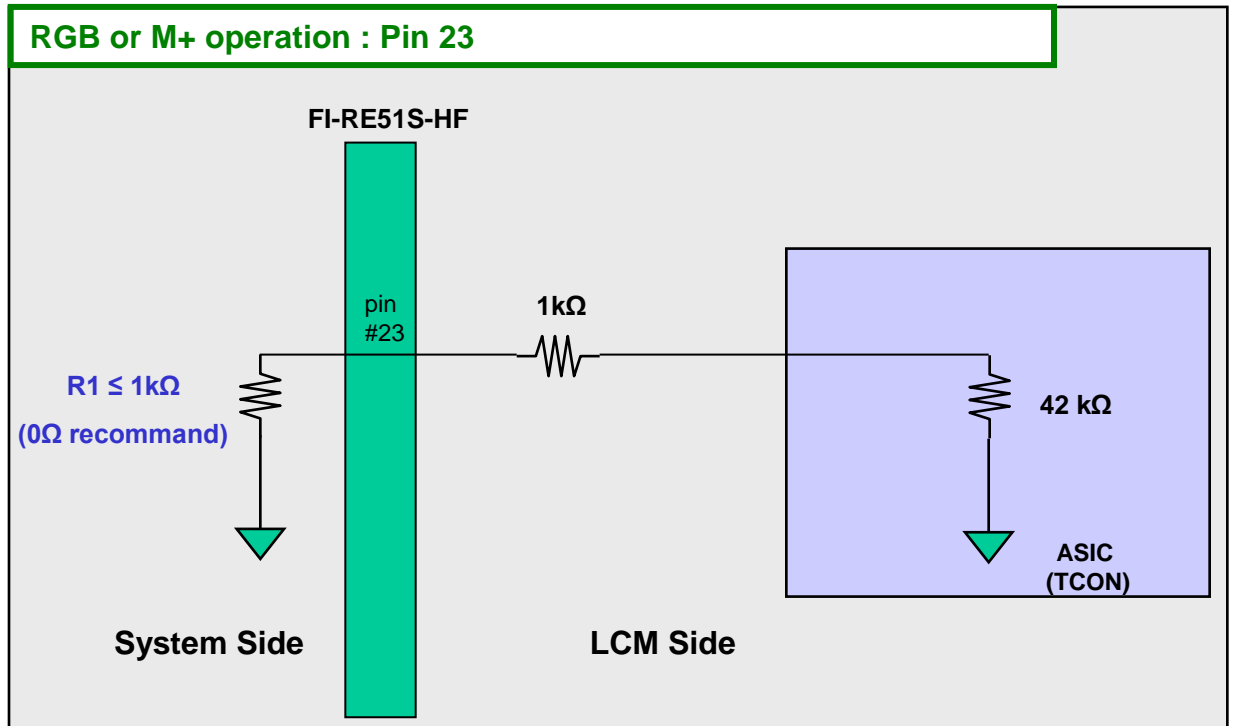 RGB or M+ operation : Pin 23
FI-RE51S-HF
pin
#23
1kΩ
R1 ≤ 1kΩ
(0Ω recommand)
42 kΩ
ASIC
(TCON)
System Side
LCM Side